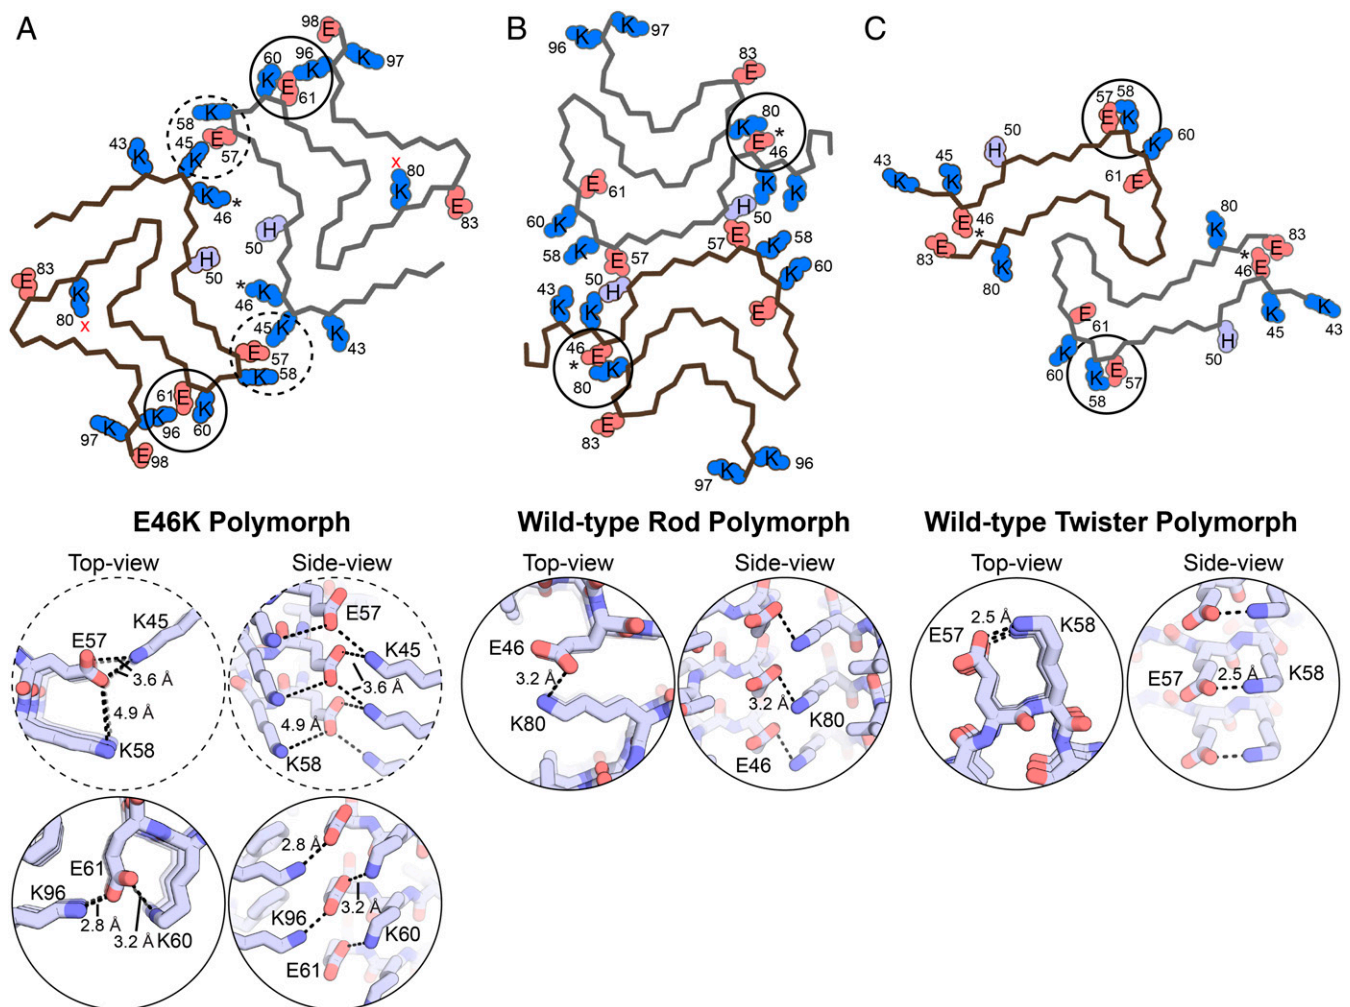 A
B
C
98 E
60
96
K
K
K 97
E
61
58 K
E
57
45
K
43
K
K
46 *
H
50
x
80
K
E
83
83
E
K
80
x
H
50
*
K
46
45
K
K
43
E
57
K
58
61
E
K
60
K
96
97
K
E 98
K K 97
96
83
E
80
K
*
E
46
K
K
H
50
E 61
60 K
K
58
E 57
57
E
K 58
K 60
50
H
43
K
K
E
46
E
*
K
80
E
83
K
K 96
97
57 58
E K
K 60
61 E
50
H
43
K
45
K
E
46
*
E
83
K
80
80
K
83
E
*
46 E
K
45
K
43
H
50
E
61
K
60
K
58
E
57
E46K Polymorph
Wild-type Rod Polymorph
Wild-type Twister Polymorph
Top-view
Side-view
Top-view
Side-view
Top-view
Side-view
E57
K45
3.6 Å
4.9 Å
K58
E57
K45
3.6 Å
4.9 Å
K58
E46
3.2 Å
K80
3.2 Å
K80
E46
2.5 Å
E57
K58
E57
2.5 Å
K58
E61
K96
2.8 Å
3.2 Å
K60
2.8 Å
3.2 Å
K96
K60
E61